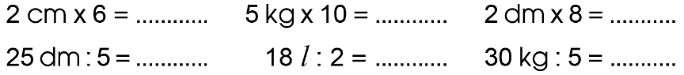 2 cm x 6 = ............ 5 kg x 10 = ............ 2 dm x 8 = ...........
25 dm : 5 = ............ 18 l : 2 = ............ 30 kg : 5 = ...........